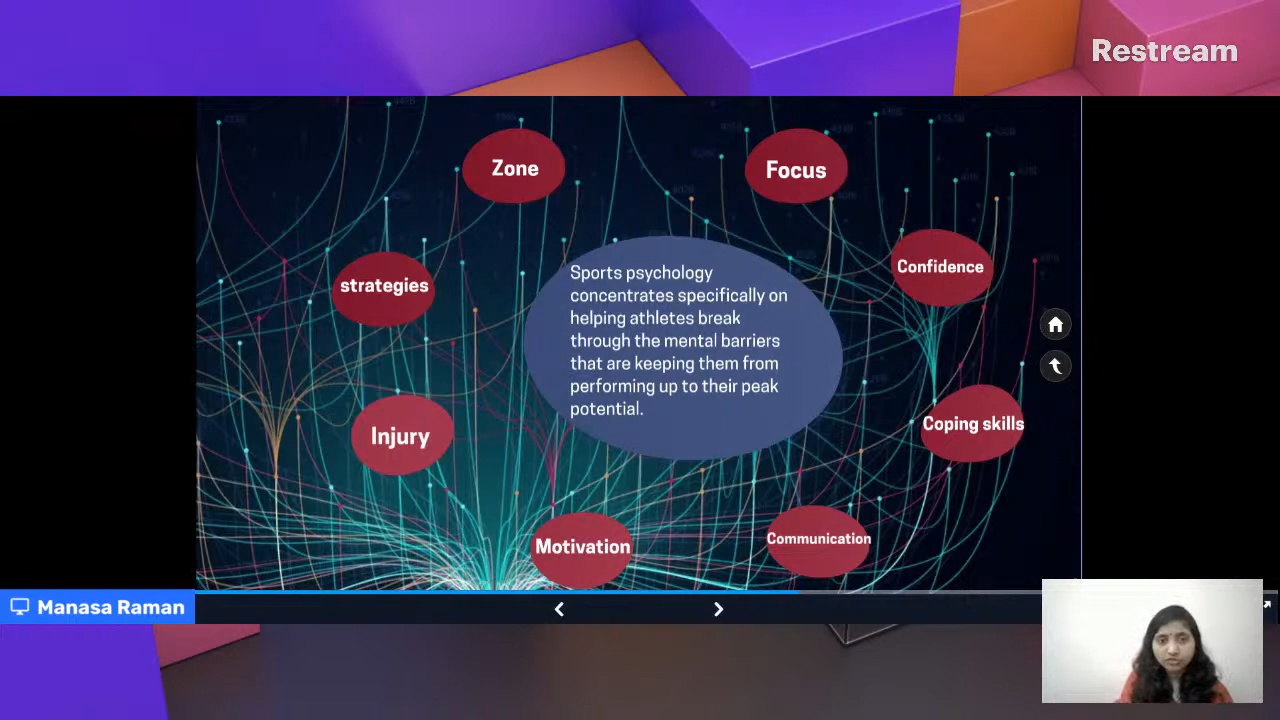 Restream
Zone
Focus
Confidence
strategies
Sports psychology
concentrates specifically on
helping athletes break
through the mental barriers
that are keeping them from
performing up to their peak
potential.
Coping skills
Injury
Motivation
Communication
Manasa Raman